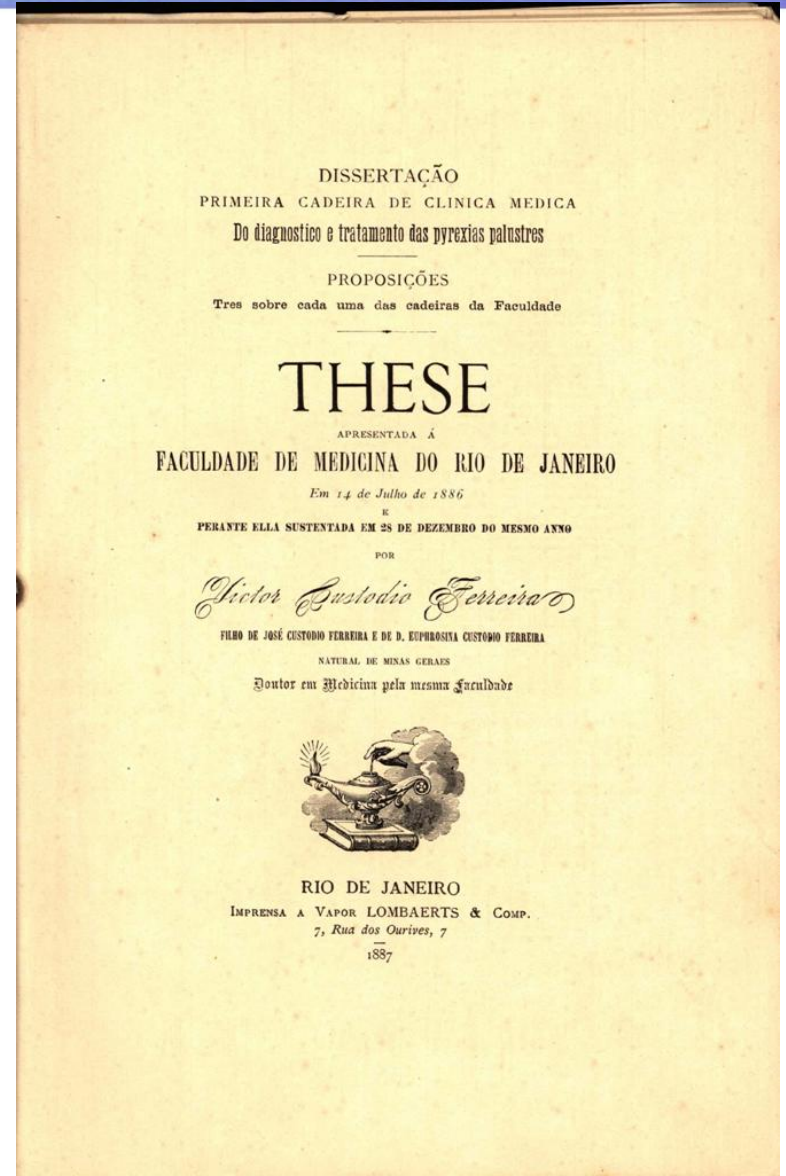 DISSERTAÇÃO
PRIMEIRA CADEIRA DE CLINICA MEDICA
Do diagnostico e tratamento das pyrexias palustres
PROPOSIÇÕES
Tres sobre cada uma das cadeiras da Faculdade
THESE
APRESENTADA Á
FACULDADE DE MEDICINA DO RIO DE JANEIRO
Em 14 de Julho de 1886
E
PERANTE ELLA SUSTENTADA EM 28 DE DEZEMBRO DO MESMO ANNO
POR
Victor Custodio Ferreira
FILHO DE JOSÉ CUSTODIO FERREIRA E DE D. EUPHROSINA CUSTODIO FERREIRA
NATURAL DE MINAS GERAES
Doutor em Medicina pela mesma Faculdade
RIO DE JANEIRO
IMPRENSA A VAPOR LOMBAERTS & COMP.
7, Rua dos Ourives, 7
1887